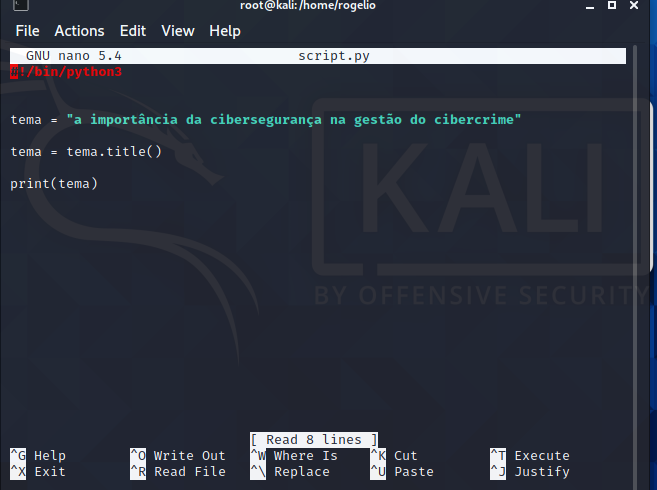 root@kali:/home/rogelio
File Actions Edit View Help
GNU nano 5.4 script.py
#!/bin/python3
tema = "a importância da cibersegurança na gestão do cibercrime"
tema = tema.title()
print(tema)
KALI
BY OFFENSIVE SECURITY
[ Read 8 lines ]
^G Help ^O Write Out ^W Where Is ^K Cut ^T Execute
^X Exit ^R Read File ^\ Replace ^U Paste ^J Justify